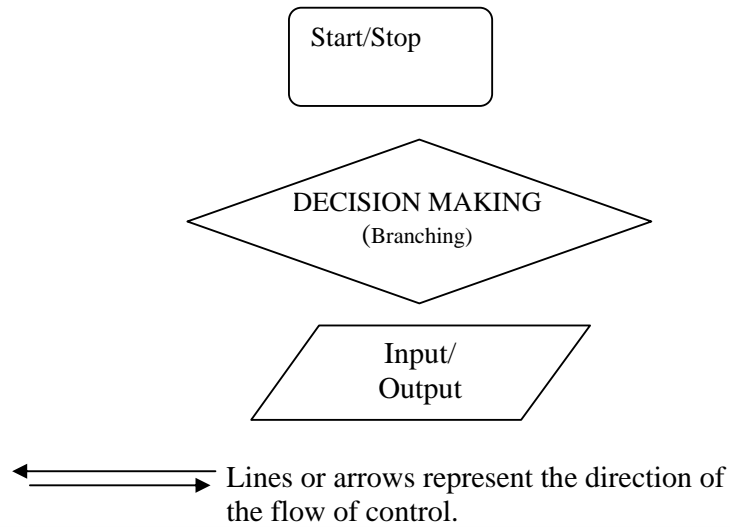 Start/Stop
DECISION MAKING
(Branching)
Input/
Output
Lines or arrows represent the direction of
the flow of control.